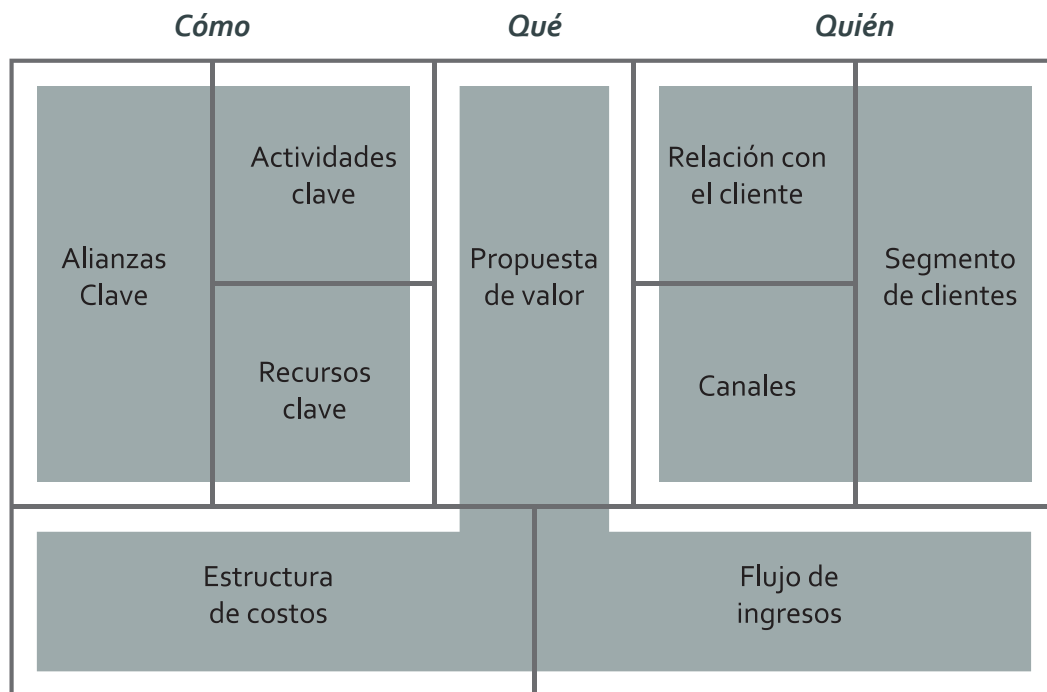 Cómo
Qué
Quién
Alianzas
Clave
Actividades
clave
Recursos
clave
Propuesta
de valor
Relación con
el cliente
Canales
Segmento
de clientes
Estructura
de costos
Flujo de
ingresos